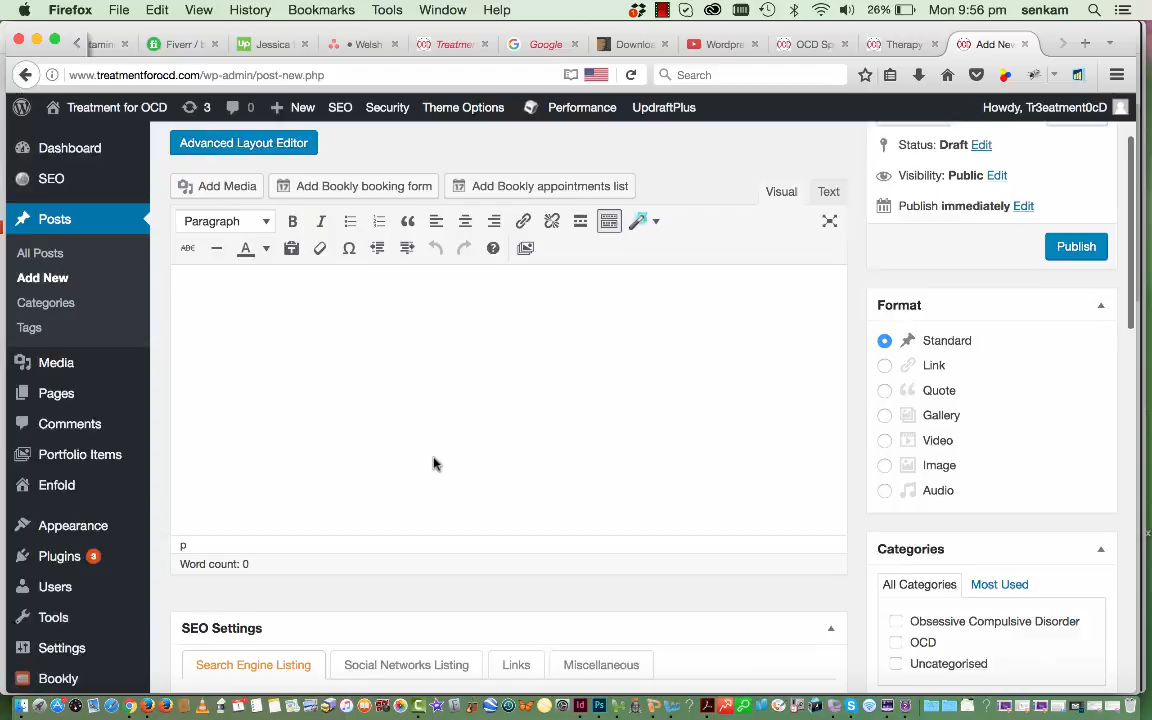 Firefox File Edit View History Bookmarks Tools Window Help 26% Mon 9:56 pm senkam
Fiverr / b Jessica • Welsh Treatme Google Downloa Wordpre OCD Sp Therapy Add New
www.treatmentforocd.com/wp-admin/post-new.php Search
Treatment for OCD 3 0 New SEO Security Theme Options Performance UpdraftPlus Howdy, Tr3eatment0cD
Dashboard
SEO
Posts
All Posts
Add New
Categories
Tags
Media
Pages
Comments
Portfolio Items
Enfold
Appearance
Plugins 3
Users
Tools
Settings
Bookly
Advanced Layout Editor
Add Media Add Bookly booking form Add Bookly appointments list Visual Text
Paragraph B I
ABC A
p
Word count: 0
SEO Settings
Search Engine Listing Social Networks Listing Links Miscellaneous
Status: Draft Edit
Visibility: Public Edit
Publish immediately Edit
Publish
Format
Standard
Link
Quote
Gallery
Video
Image
Audio
Categories
All Categories Most Used
Obsessive Compulsive Disorder
OCD
Uncategorised